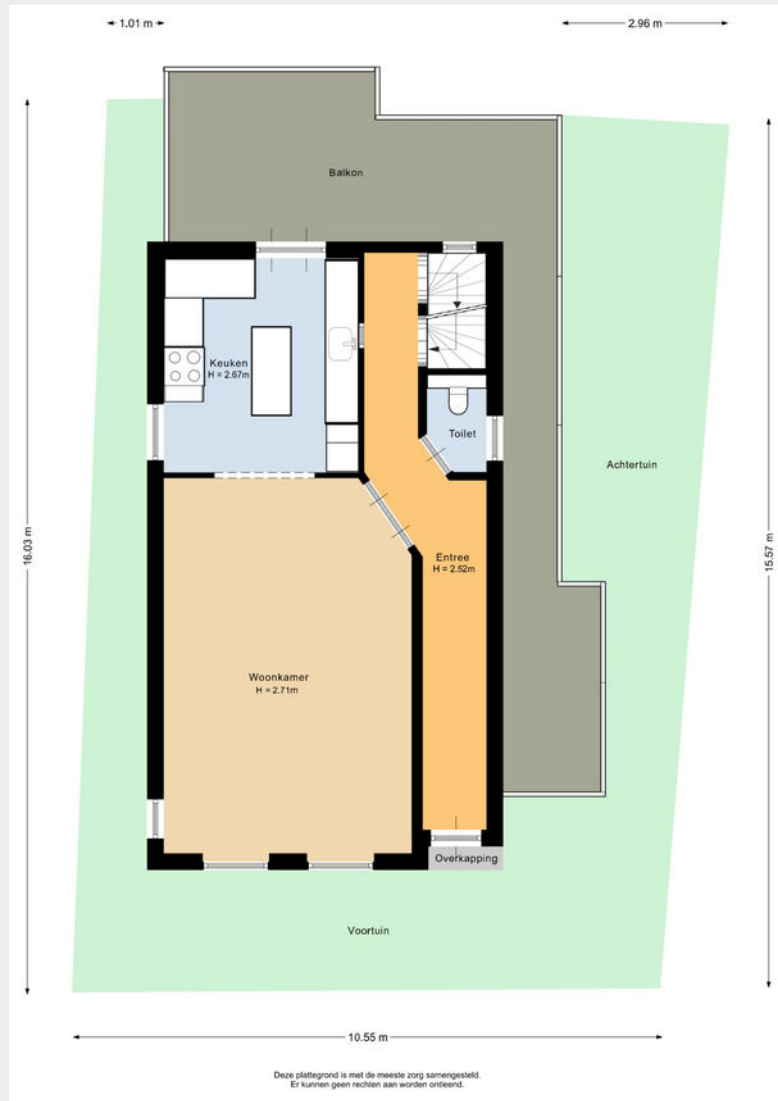 1.01 m
2.96 m
Balkon
Keuken
H = 2.67m
Toilet
Achtertuin
16.03 m
15.57 m
Entree
H = 2.52m
Woonkamer
H = 2.71m
Overkapping
Voortuin
10.55 m
Deze plattegrond is met de meeste zorg samengesteld.
Er kunnen geen rechten aan worden ontleend.